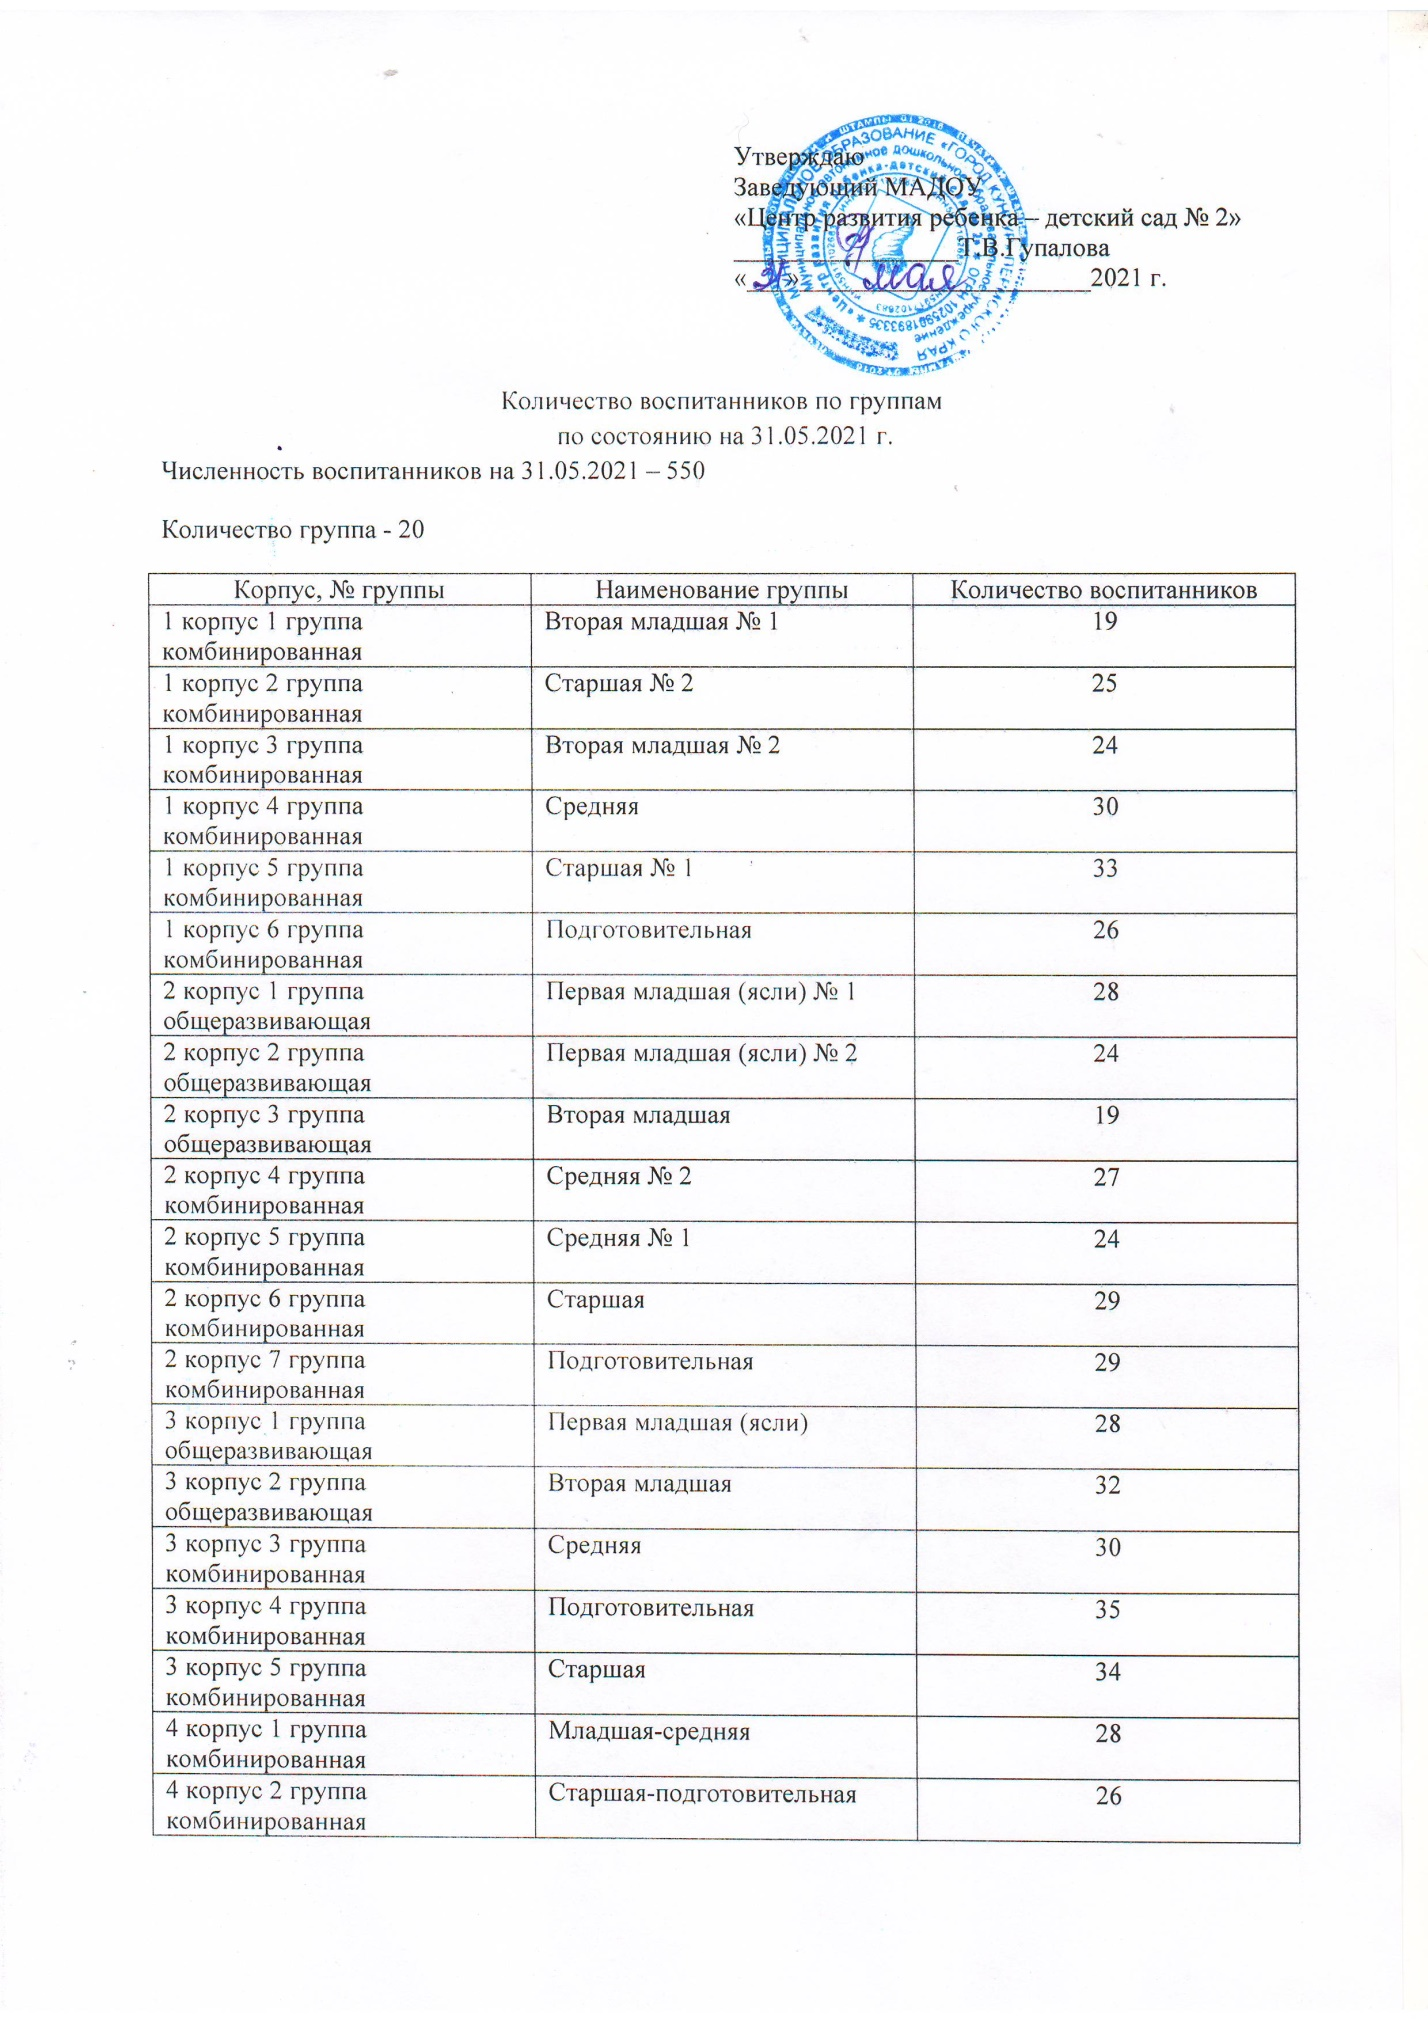 Утверждаю
Заведующий МАДОУ
«Центр развития ребенка – детский сад № 2»
Т.В.Гупалова
«31» мая 2021 г.
Количество воспитанников по группам
по состоянию на 31.05.2021 г.
Численность воспитанников на 31.05.2021 – 550
Количество группа - 20
Корпус, № группы Наименование группы Количество воспитанников
1 корпус 1 группа Вторая младшая № 1 19
комбинированная
1 корпус 2 группа Старшая № 2 25
комбинированная
1 корпус 3 группа Вторая младшая № 2 24
комбинированная
1 корпус 4 группа Средняя 30
комбинированная
1 корпус 5 группа Старшая № 1 33
комбинированная
1 корпус 6 группа Подготовительная 26
комбинированная
2 корпус 1 группа Первая младшая (ясли) № 1 28
общеразвивающая
2 корпус 2 группа Первая младшая (ясли) № 2 24
общеразвивающая
2 корпус 3 группа Вторая младшая 19
общеразвивающая
2 корпус 4 группа Средняя № 2 27
комбинированная
2 корпус 5 группа Средняя № 1 24
комбинированная
2 корпус 6 группа Старшая 29
комбинированная
2 корпус 7 группа Подготовительная 29
комбинированная
3 корпус 1 группа Первая младшая (ясли) 28
общеразвивающая
3 корпус 2 группа Вторая младшая 32
общеразвивающая
3 корпус 3 группа Средняя 30
комбинированная
3 корпус 4 группа Подготовительная 35
комбинированная
3 корпус 5 группа Старшая 34
комбинированная
4 корпус 1 группа Младшая-средняя 28
комбинированная
4 корпус 2 группа Старшая-подготовительная 26
комбинированная